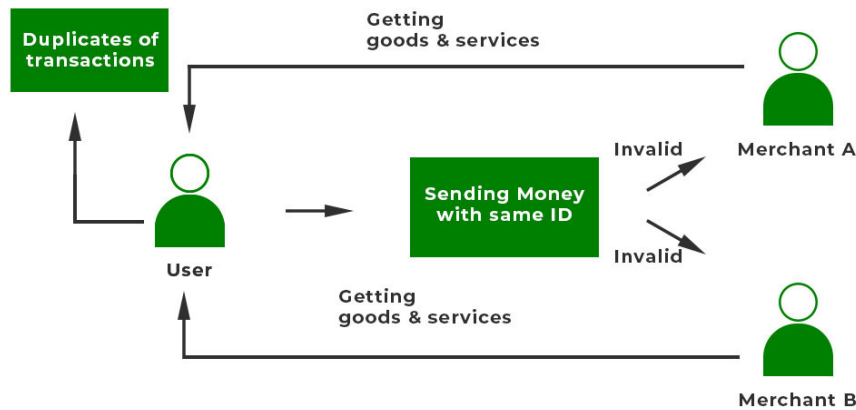 Duplicates of
transactions
Getting
goods & services
Merchant A
Invalid
Sending Money
with same ID
Invalid
User
Getting
goods & services
Merchant B